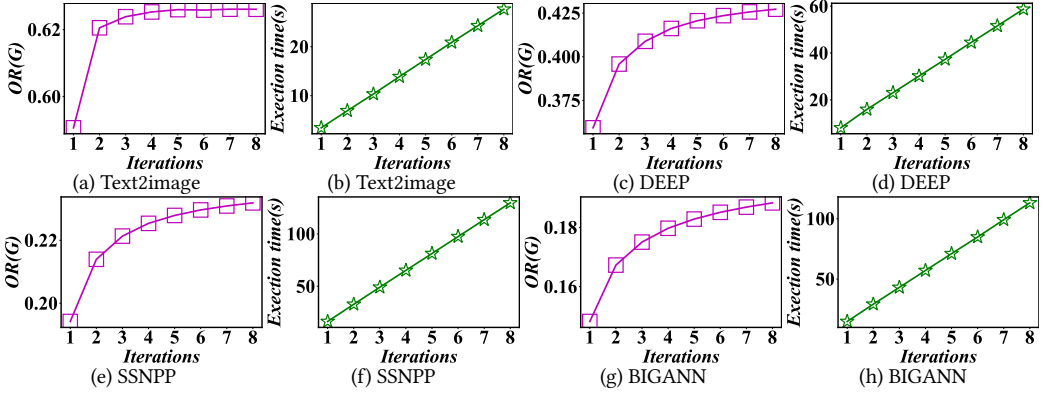 OR(G)
0.62
0.60
1 2 3 4 5 6 7 8
Iterations
(a) Text2image
Exection time(s)
20
10
1 2 3 4 5 6 7 8
Iterations
(b) Text2image
OR(G)
0.425
0.400
0.375
1 2 3 4 5 6 7 8
Iterations
(c) DEEP
Exection time(s)
60
40
20
1 2 3 4 5 6 7 8
Iterations
(d) DEEP
OR(G)
0.22
0.20
1 2 3 4 5 6 7 8
Iterations
(e) SSNPP
Exection time(s)
100
50
1 2 3 4 5 6 7 8
Iterations
(f) SSNPP
OR(G)
0.18
0.16
1 2 3 4 5 6 7 8
Iterations
(g) BIGANN
Exection time(s)
100
50
1 2 3 4 5 6 7 8
Iterations
(h) BIGANN